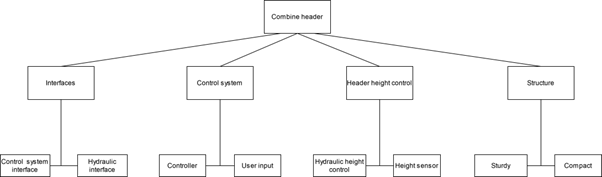 Combine header
Interfaces
Control system
Header height control
Structure
Control system
interface
Hydraulic
interface
Controller
User input
Hydraulic height
control
Height sensor
Sturdy
Compact